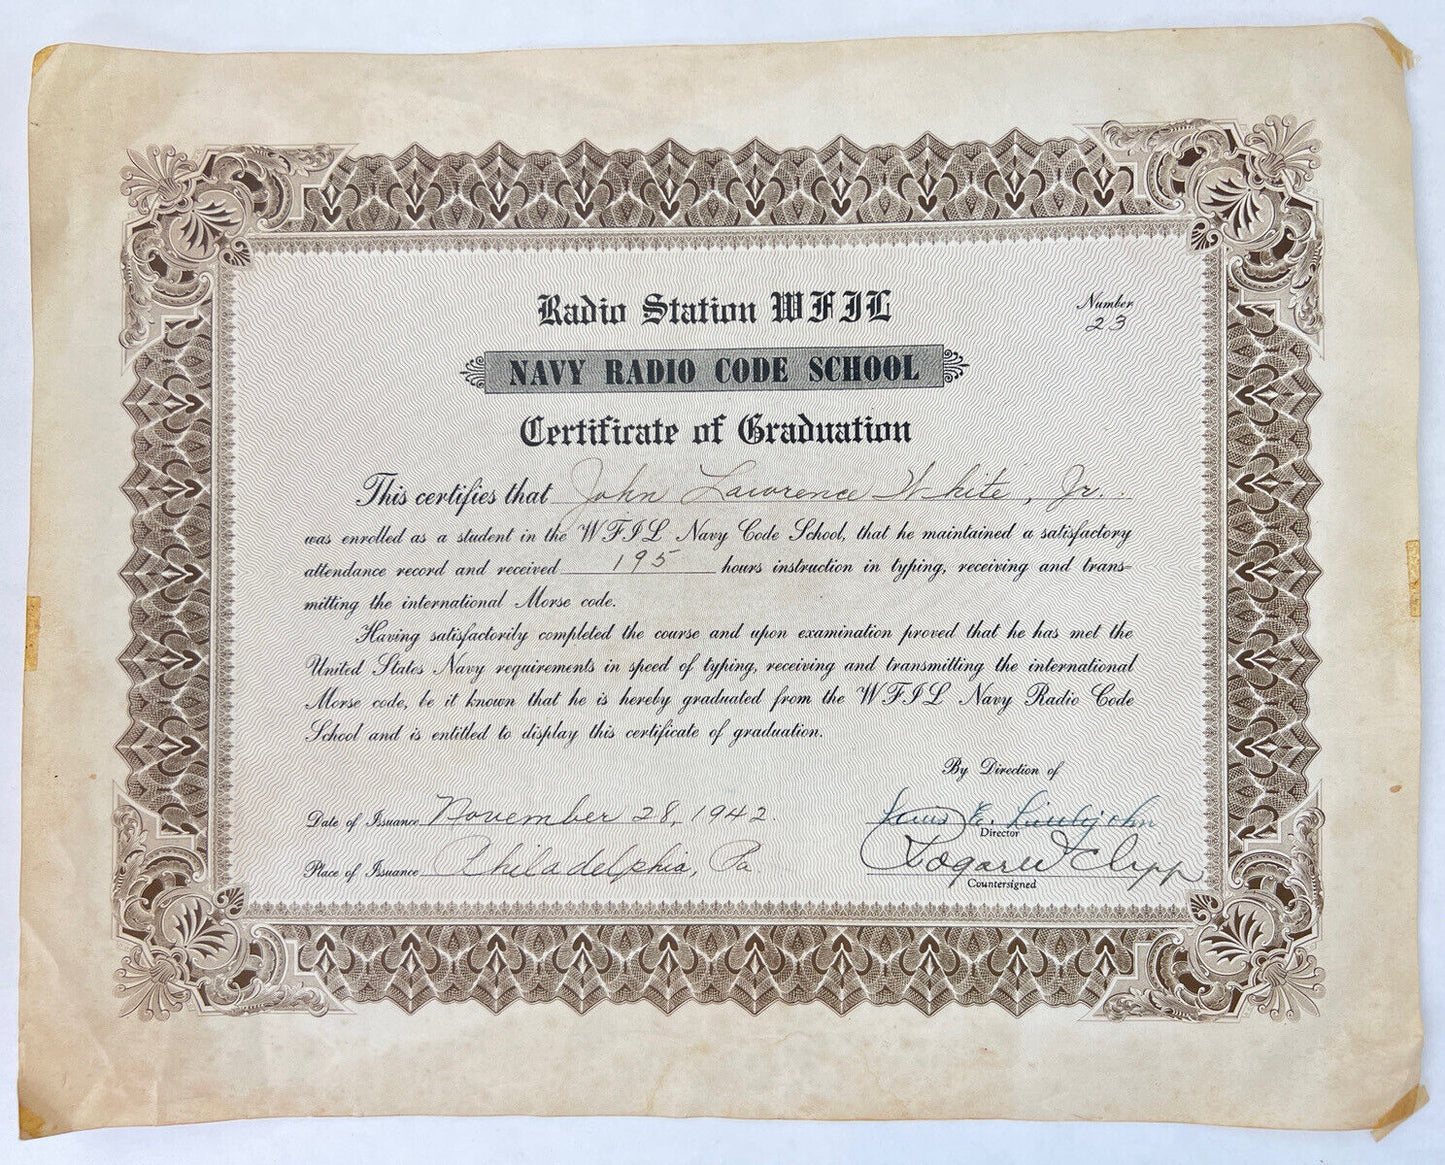 Radio Station WFIL
Number
23
NAVY RADIO CODE SCHOOL
Certificate of Graduation
This certifies that John Lawrence White, Jr.
was enrolled as a student in the WFIL Navy Code School, that he maintained a satisfactory
attendance record and received 195 hours instruction in typing, receiving and trans-
mitting the international Morse code.
Having satisfactorily completed the course and upon examination proved that he has met the
United States Navy requirements in speed of typing, receiving and transmitting the international
Morse code, be it known that he is hereby graduated from the WFIL Navy Radio Code
School and is entitled to display this certificate of graduation.
By Direction of
Date of Issuance November 28, 1942.
E.
Director
Place of Issuance Philadelphia, Pa.
Clipp
Countersigned